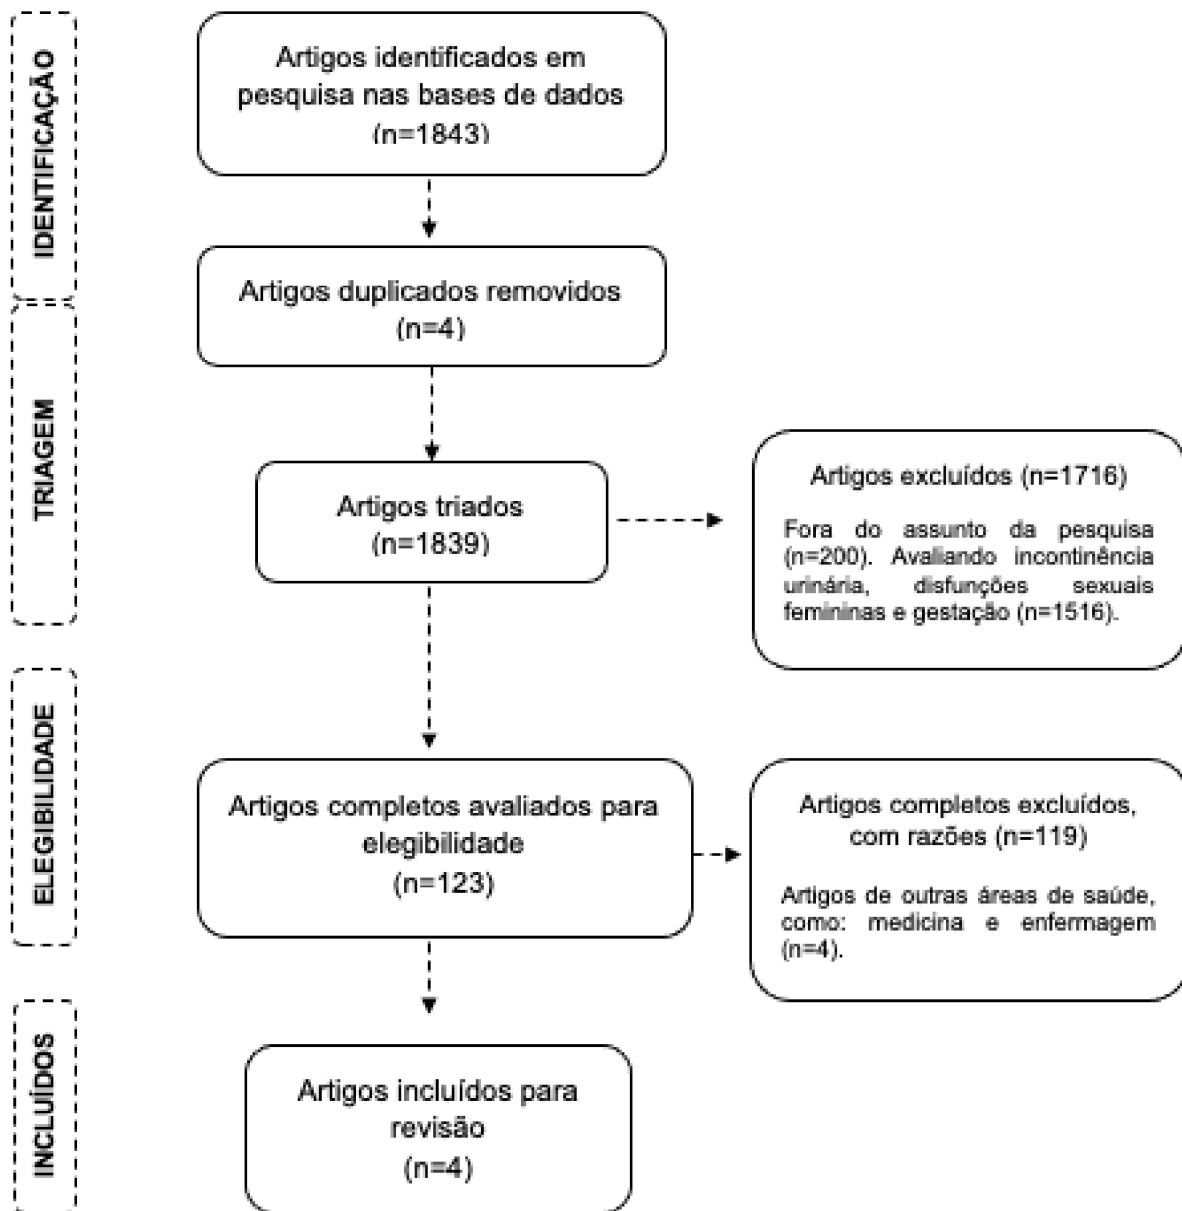 IDENTIFICAÇÃO
Artigos identificados em
pesquisa nas bases de dados
(n=1843)
Artigos duplicados removidos
(n=4)
TRIAGEM
Artigos triados
(n=1839)
Artigos excluídos (n=1716)
Fora do assunto da pesquisa
(n=200). Avaliando incontinência
urinária, disfunções sexuais
femininas e gestação (n=1516).
ELEGIBILIDADE
Artigos completos avaliados para
elegibilidade
(n=123)
Artigos completos excluídos,
com razões (n=119)
Artigos de outras áreas de saúde,
como: medicina e enfermagem
(n=4).
INCLUÍDOS
Artigos incluídos para
revisão
(n=4)